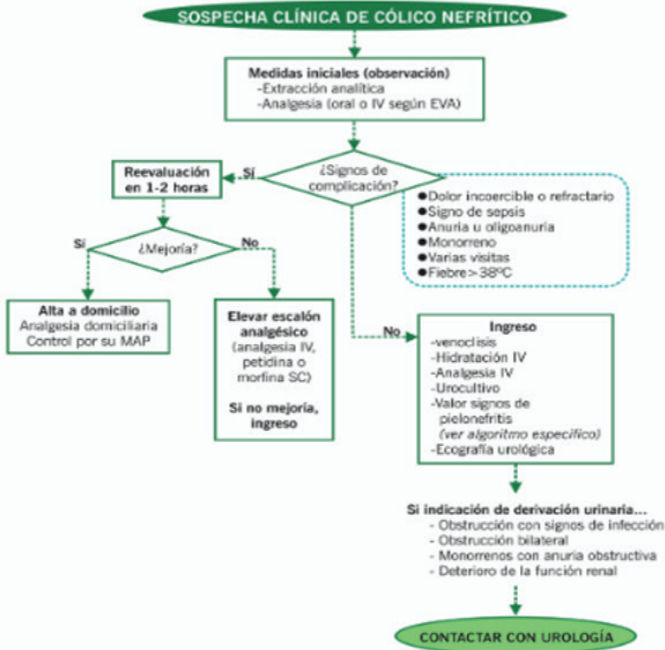 SOSPECHA CLÍNICA DE CÓLICO NEFRÍTICO
Medidas iniciales (observación)
-Extracción analítica
-Analgesia (oral o IV según EVA)
¿Signos de
complicación?
Sí
Reevaluación
en 1-2 horas
●Dolor incoercible o refractario
●Signo de sepsis
●Anuria u oligoanuria
●Monorreno
●Varias visitas
●Fiebre>38ºC
¿Mejoría?
Sí
No
Alta a domicilio
Analgesia domiciliaria
Control por su MAP
Elevar escalón
analgésico
(analgesia IV,
petidina o
morfina SC)
Si no mejoría,
ingreso
No
Ingreso
-venoclisis
-Hidratación IV
-Analgesia IV
-Urocultivo
-Valor signos de
pielonefritis
(ver algoritmo especifico)
-Ecografía urológica
Si indicación de derivación urinaria...
- Obstrucción con signos de infección
- Obstrucción bilateral
- Monorrenos con anuria obstructiva
- Deterioro de la función renal
CONTACTAR CON UROLOGÍA